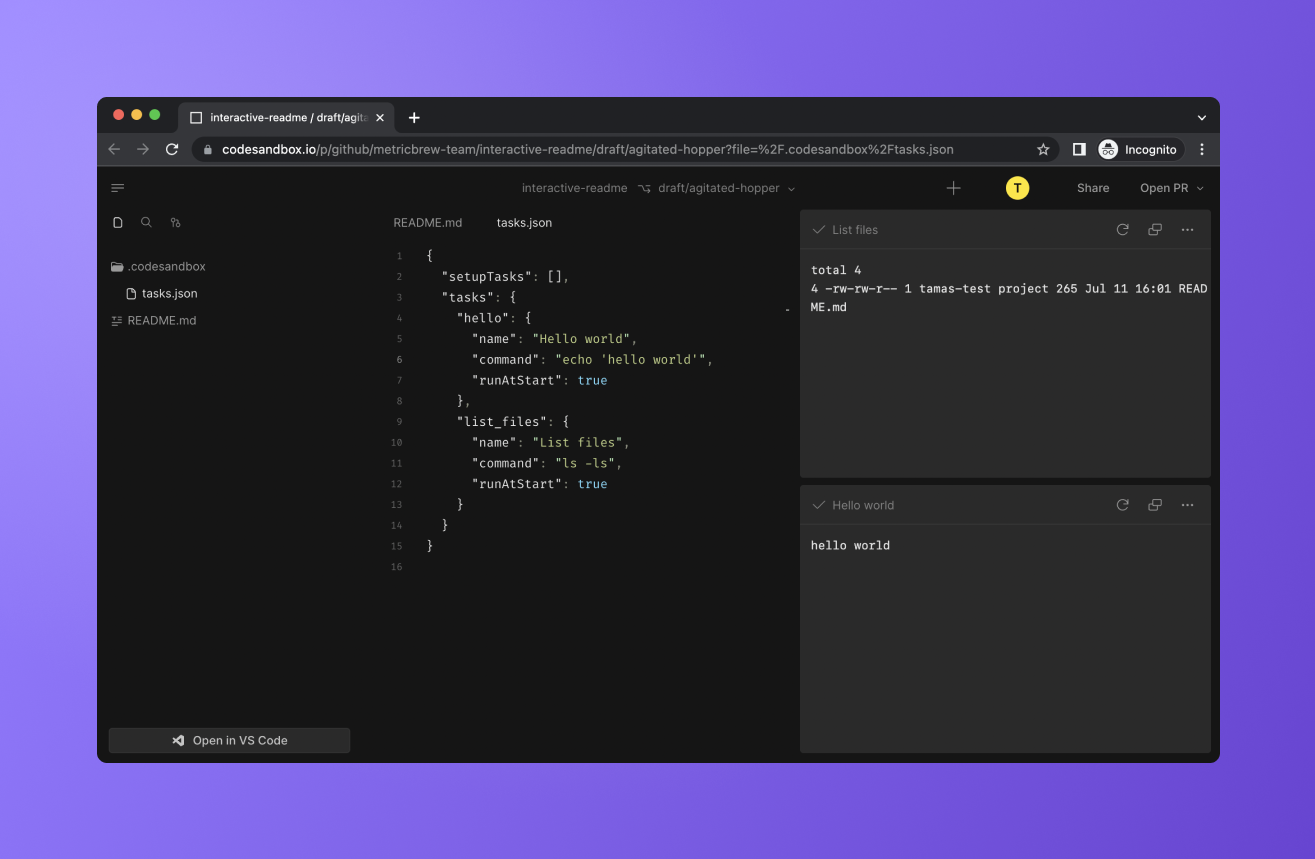 interactive-readme / draft/agita
codesandbox.io/p/github/metricbrew-team/interactive-readme/draft/agitated-hopper?file=%2F.codesandbox%2Ftasks.json
Incognito
interactive-readme draft/agitated-hopper
T
Share
Open PR
.codesandbox
tasks.json
README.md
Open in VS Code
README.md tasks.json
1 {
2 "setupTasks": [],
3 "tasks": {
4 "hello": {
5 "name": "Hello world",
6 "command": "echo 'hello world'",
7 "runAtStart": true
8 },
9 "list_files": {
10 "name": "List files",
11 "command": "ls -ls",
12 "runAtStart": true
13 }
14 }
15 }
16
List files
total 4
4 -rw-rw-r-- 1 tamas-test project 265 Jul 11 16:01 READ
ME.md
Hello world
hello world